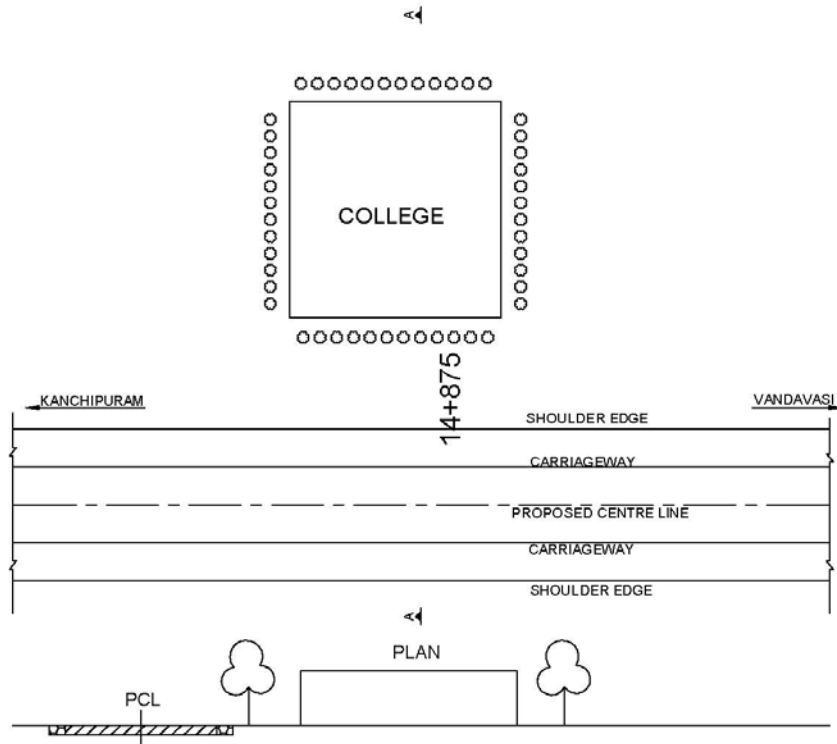 A
COLLEGE
14+875
KANCHIPURAM
VANDAVASI
SHOULDER EDGE
CARRIAGEWAY
PROPOSED CENTRE LINE
CARRIAGEWAY
SHOULDER EDGE
A
PLAN
PCL